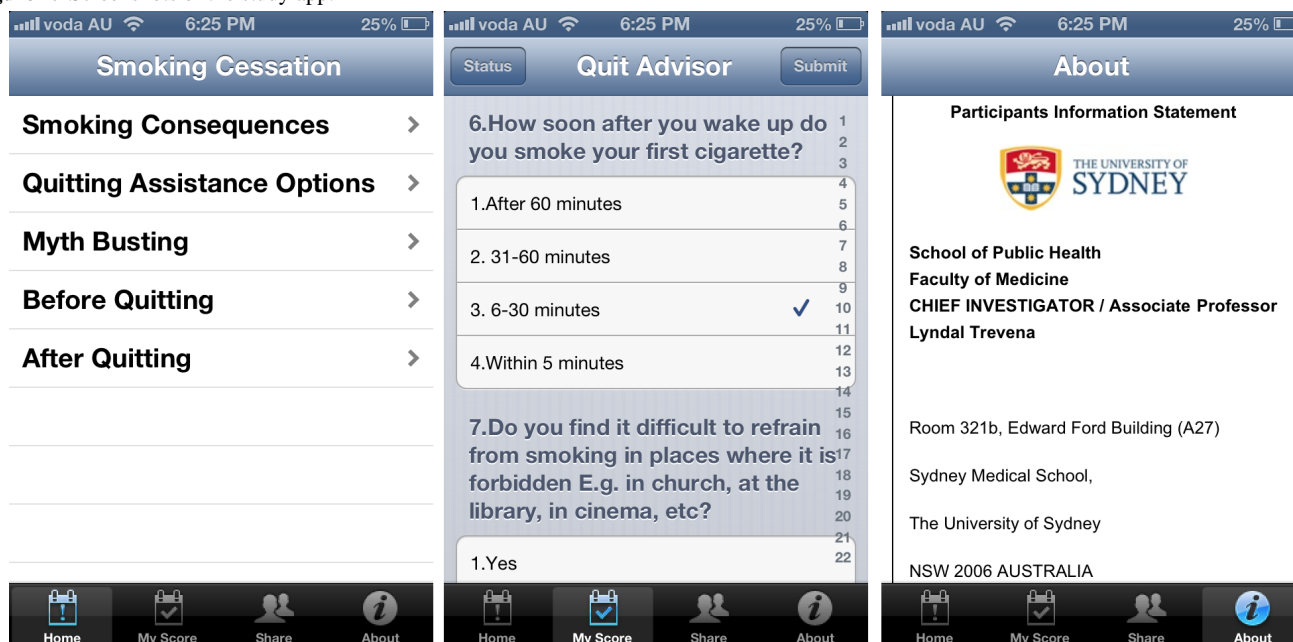 voda AU 6:25 PM 25%
Smoking Cessation
Smoking Consequences
Quitting Assistance Options
Myth Busting
Before Quitting
After Quitting
Home My Score Share About
voda AU 6:25 PM 25%
Status Quit Advisor Submit
6.How soon after you wake up do
you smoke your first cigarette?
1.After 60 minutes
2. 31-60 minutes
3. 6-30 minutes
4.Within 5 minutes
7.Do you find it difficult to refrain
from smoking in places where it is
forbidden E.g. in church, at the
library, in cinema, etc?
1.Yes
1
2
3
4
5
6
7
8
9
10
11
12
13
14
15
16
17
18
19
20
21
22
Home My Score Share About
voda AU 6:25 PM 25%
About
Participants Information Statement
THE UNIVERSITY OF
SYDNEY
School of Public Health
Faculty of Medicine
CHIEF INVESTIGATOR / Associate Professor
Lyndal Trevena
Room 321b, Edward Ford Building (A27)
Sydney Medical School,
The University of Sydney
NSW 2006 AUSTRALIA
Home My Score Share About